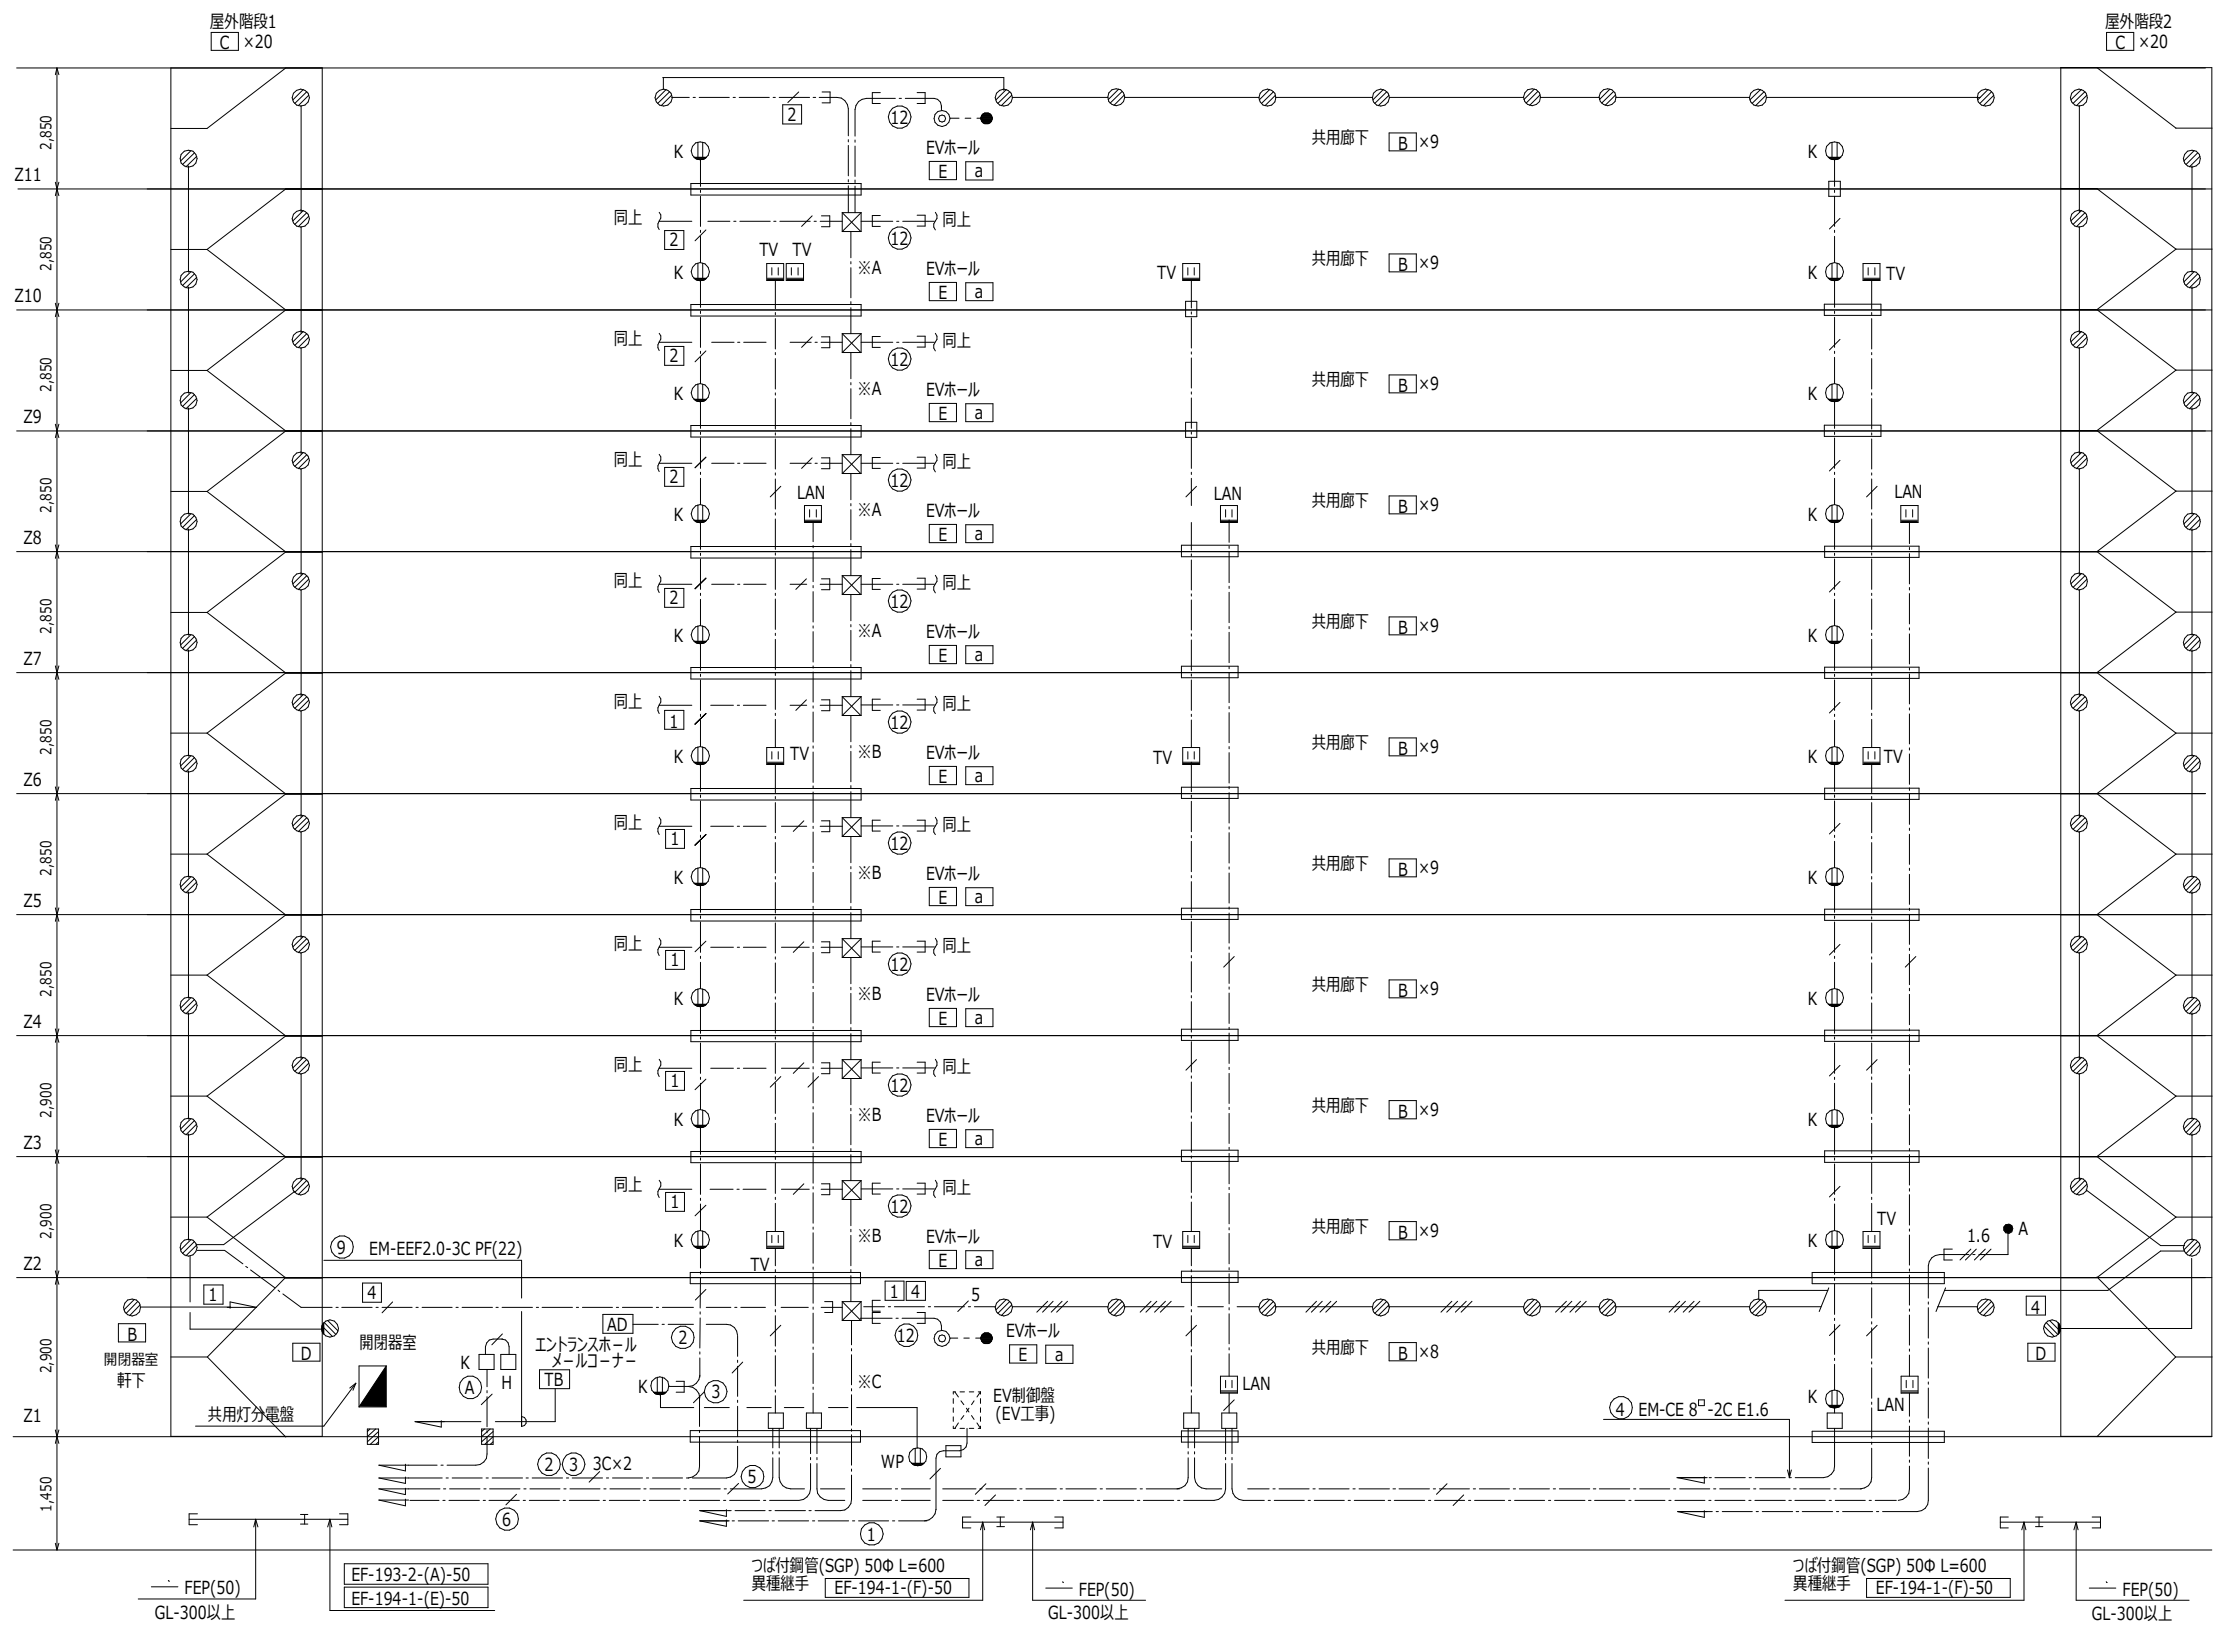 屋外階段1
C ×20
屋外階段2
C ×20
2,850
2
12
EVホール
E a
共用廊下 B ×9
K
K
Z11
2,850
同上
2
12
同上
TV TV
K
※A
EVホール
E a
TV
共用廊下 B ×9
K
TV
Z10
2,850
同上
2
12
同上
K
※A
EVホール
E a
共用廊下 B ×9
K
Z9
2,850
同上
2
12
同上
LAN
K
※A
EVホール
E a
LAN
共用廊下 B ×9
K
LAN
Z8
2,850
同上
2
12
同上
K
※A
EVホール
E a
共用廊下 B ×9
K
Z7
2,850
同上
1
12
同上
K
TV
※B
EVホール
E a
TV
共用廊下 B ×9
K
TV
Z6
2,850
同上
1
12
同上
K
※B
EVホール
E a
共用廊下 B ×9
K
Z5
2,850
同上
1
12
同上
K
※B
EVホール
E a
共用廊下 B ×9
K
Z4
2,900
同上
1
12
同上
K
※B
EVホール
E a
共用廊下 B ×9
K
Z3
2,900
同上
1
12
同上
K
TV
※B
EVホール
E a
TV
共用廊下 B ×9
K
TV
1.6
A
Z2
9 EM-EEF2.0-3C PF(22)
2,900
1
4
1 4
5
4
B
開閉器室
軒下
D
開閉器室
共用灯分電盤
K
H
A
エントランスホール
メールコーナー
TB
AD
2
K
3
12
EVホール
E a
※C
EV制御盤
(EV工事)
LAN
共用廊下 B ×8
K
LAN
D
4 EM-CE 8□-2C E1.6
Z1
1,450
2 3 3C×2
5
6
WP
1
FEP(50)
GL-300以上
EF-193-2-(A)-50
EF-194-1-(E)-50
つば付鋼管(SGP) 50Φ L=600
異種継手 EF-194-1-(F)-50
FEP(50)
GL-300以上
つば付鋼管(SGP) 50Φ L=600
異種継手 EF-194-1-(F)-50
FEP(50)
GL-300以上